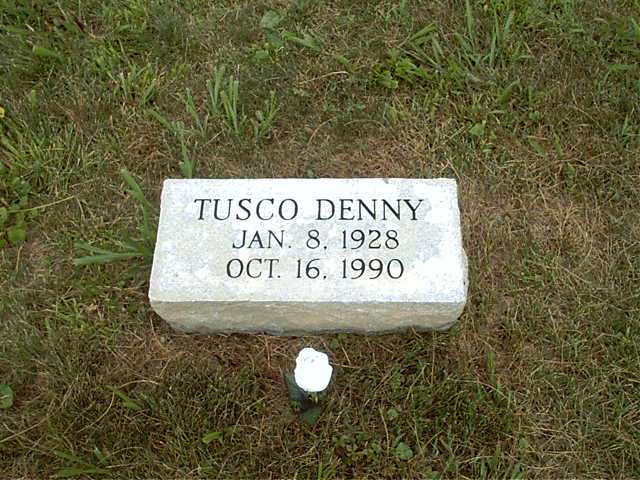 TUSCO DENNY
JAN. 8, 1928
OCT. 16, 1990